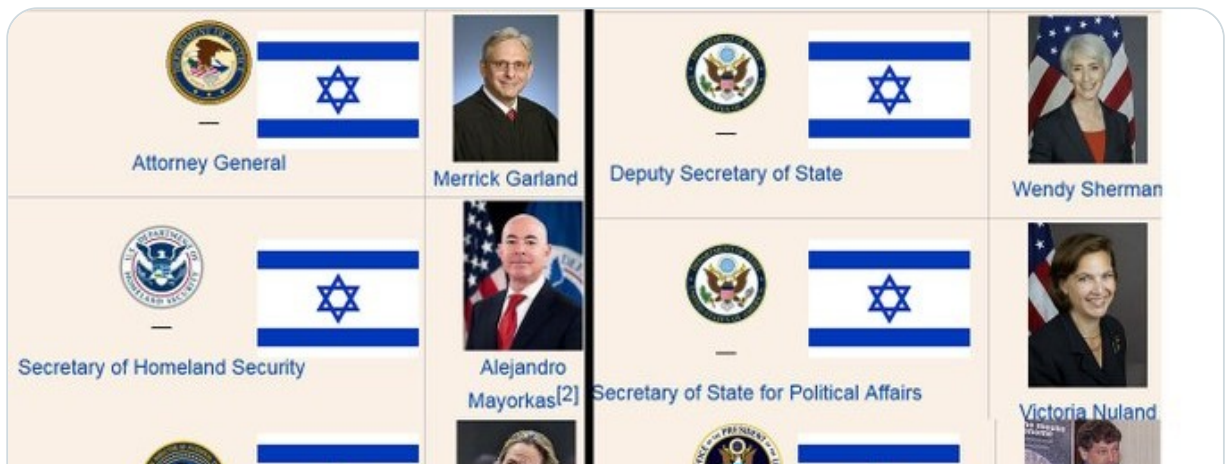 Attorney General
Merrick Garland
Secretary of Homeland Security
Alejandro
Mayorkas[2]
Deputy Secretary of State
Wendy Sherman
Secretary of State for Political Affairs
Victoria Nuland